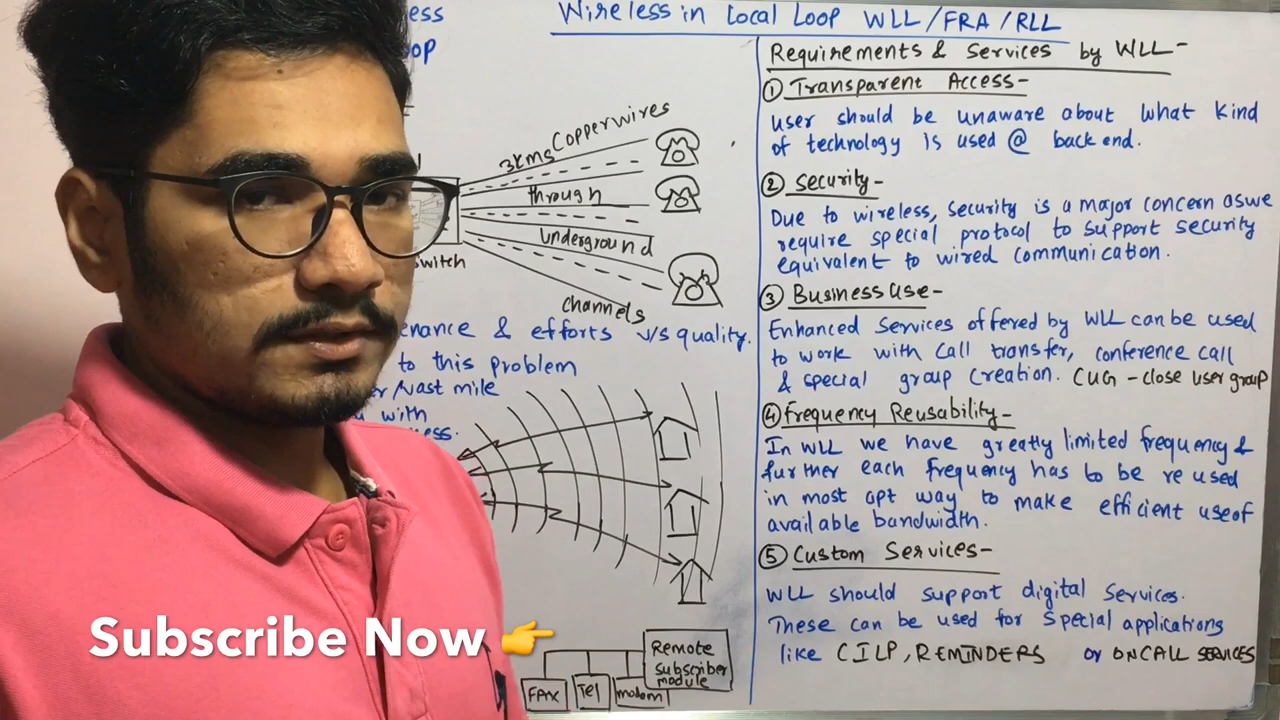 Wireless in Local Loop WLL/FRA/RLL
ess
op
3kms Copperwires
through
underground
channels
switch
enance & efforts v/s quality.
to this problem
/last mile
with
Remote
subscriber
module
FAX
Tel
modem
Requirements & Services by WLL-
① Transparent Access-
user should be unaware about what kind
of technology is used @ back end.
② Security-
Due to wireless, security is a major concern as we
require special protocol to support security
equivalent to wired communication.
③ Business Use-
Enhanced services offered by WLL can be used
to work with call transfer, conference call
& special group creation. CUG - close user group
④ Frequency Reusability-
In WLL we have greatly limited frequency &
further each frequency has to be re used
in most apt way to make efficient use of
available bandwidth.
⑤ Custom Services-
WLL should support digital services.
These can be used for special applications
like CILP, REMINDERS or ONCALL SERVICES
Subscribe Now 👉